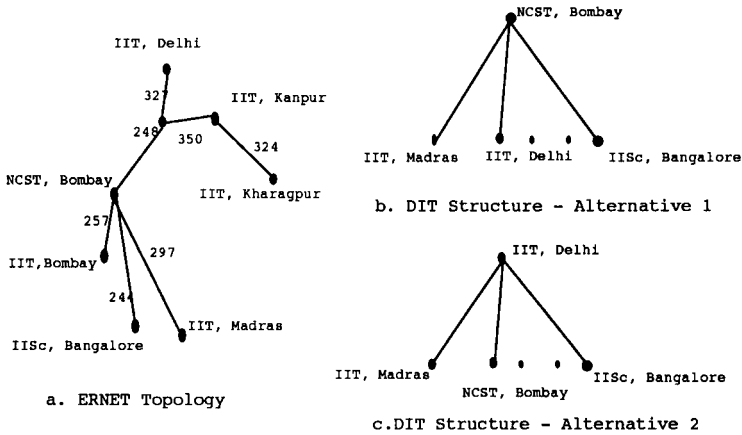 IIT, Delhi
327
IIT, Kanpur
248
350
324
NCST, Bombay
IIT, Kharagpur
257
297
IIT,Bombay
244
IIT, Madras
IISc, Bangalore
a. ERNET Topology
NCST, Bombay
IIT, Madras
IIT, Delhi
IISc, Bangalore
b. DIT Structure - Alternative 1
IIT, Delhi
IIT, Madras
NCST, Bombay
IISc, Bangalore
c.DIT Structure - Alternative 2